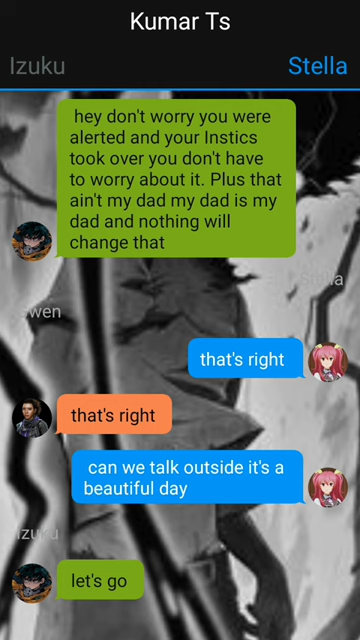 Kumar Ts
Izuku
Stella
hey don't worry you were
alerted and your Instics
took over you don't have
to worry about it. Plus that
ain't my dad my dad is my
dad and nothing will
change that
Stella
Owen
that's right
that's right
can we talk outside it's a
beautiful day
Izuku
let's go